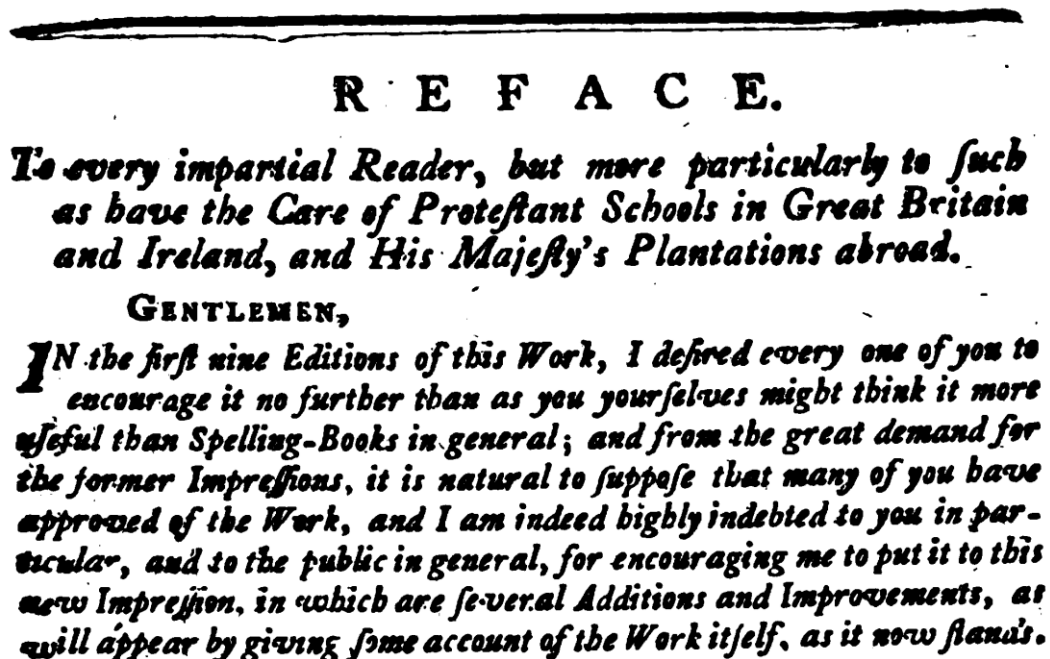 REFACE.
To every impartial Reader, but more particularly to ſuch
as have the Care of Proteſtant Schools in Great Britain
and Ireland, and His Majeſty's Plantations abroad.
GENTLEMEN,
IN the firſt nine Editions of this Work, I deſired every one of you to
encourage it no further than as you yourſelves might think it more
uſeful than Spelling-Books in general; and from the great demand for
the former Impreſſions, it is natural to ſuppoſe that many of you have
approved of the Work, and I am indeed highly indebted to you in par-
ticular, and to the public in general, for encouraging me to put it to this
new Impreſſion, in which are ſeveral Additions and Improvements, as
will appear by giving ſome account of the Work itſelf, as it now ſtands.